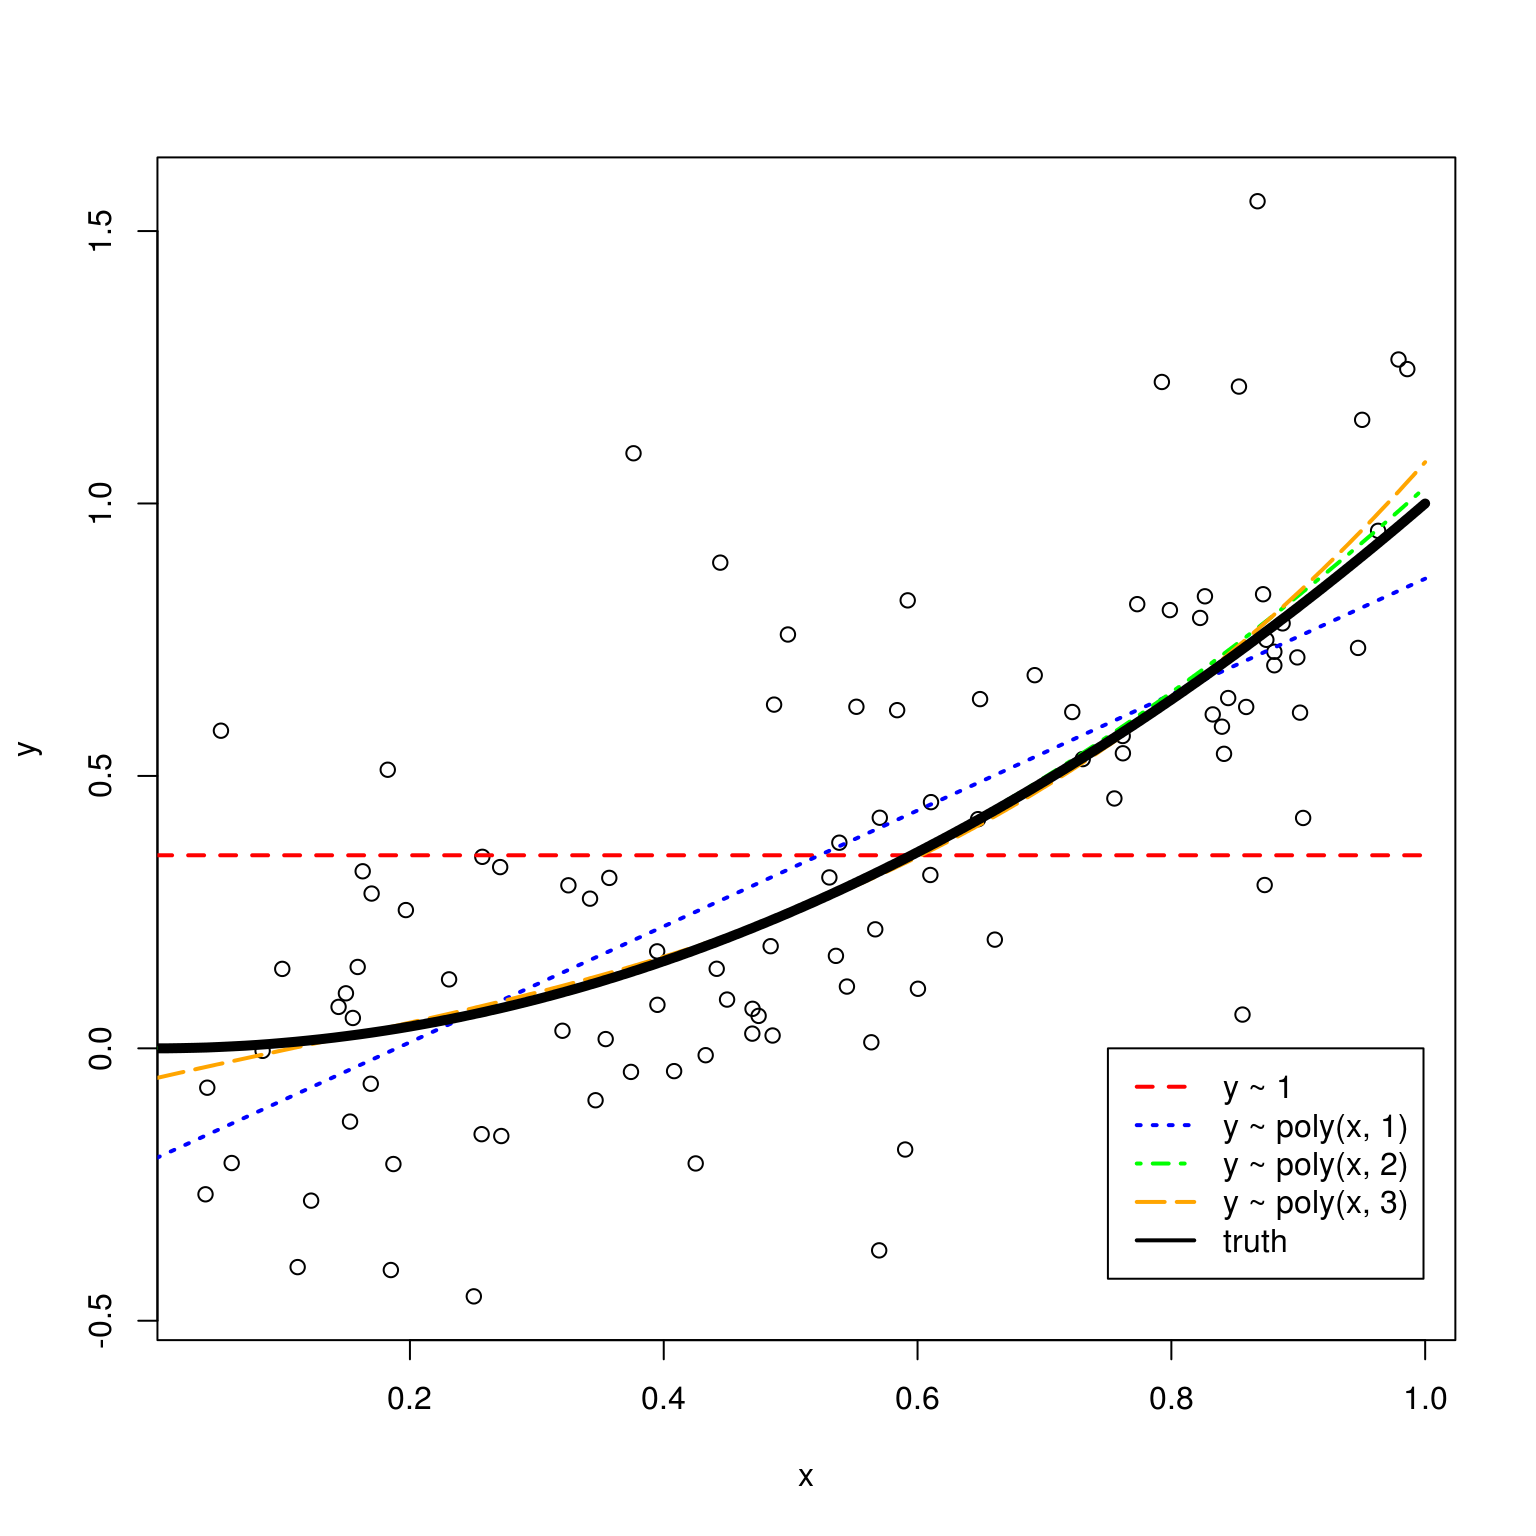 1.5
1.0
0.5
0.0
-0.5
y
0.2 0.4 0.6 0.8 1.0
x
y ~ 1
y ~ poly(x, 1)
y ~ poly(x, 2)
y ~ poly(x, 3)
truth